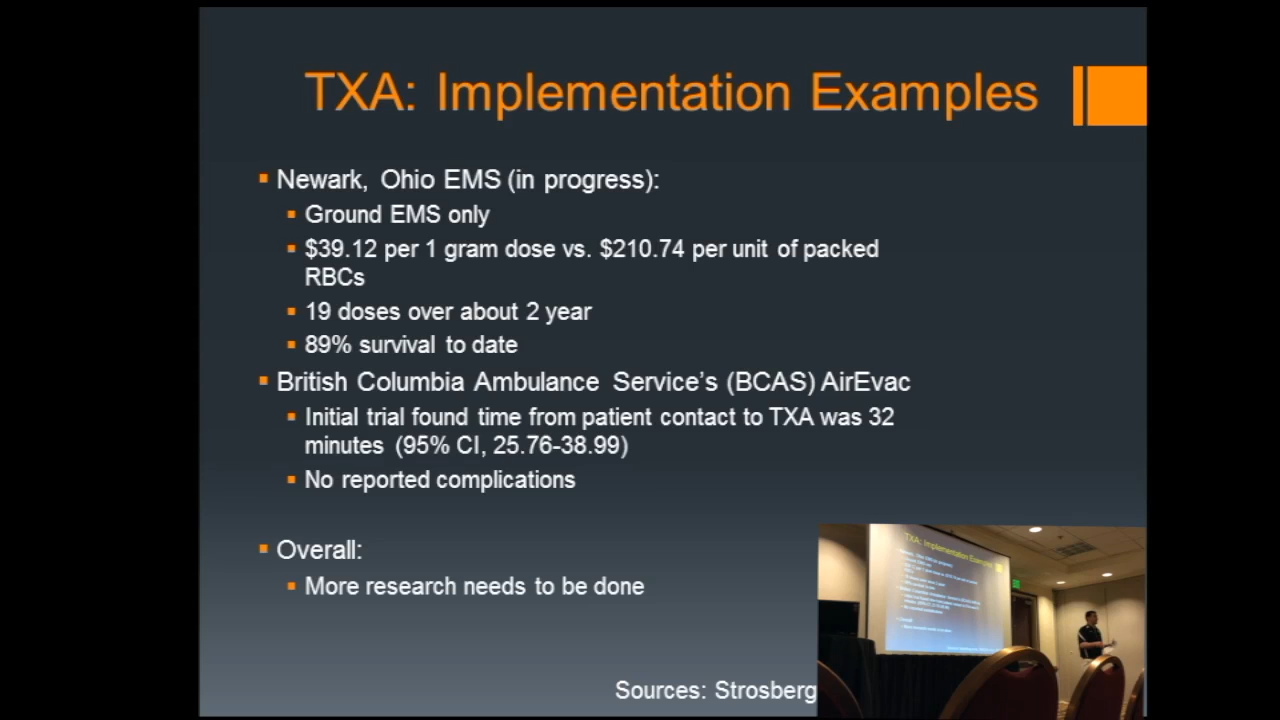 TXA: Implementation Examples
Newark, Ohio EMS (in progress):
Ground EMS only
$39.12 per 1 gram dose vs. $210.74 per unit of packed
RBCs
19 doses over about 2 year
89% survival to date
British Columbia Ambulance Service's (BCAS) AirEvac
Initial trial found time from patient contact to TXA was 32
minutes (95% CI, 25.76-38.99)
No reported complications
Overall:
More research needs to be done
Sources: Strosberg
TXA: Implementation Examples